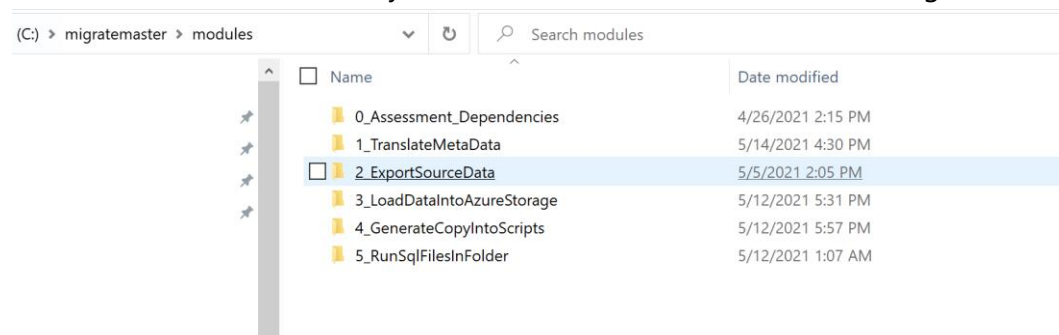 (C:) > migratemaster > modules Search modules
Name Date modified
0_Assessment_Dependencies 4/26/2021 2:15 PM
1_TranslateMetaData 5/14/2021 4:30 PM
2_ExportSourceData 5/5/2021 2:05 PM
3_LoadDataIntoAzureStorage 5/12/2021 5:31 PM
4_GenerateCopyIntoScripts 5/12/2021 5:57 PM
5_RunSqlFilesInFolder 5/12/2021 1:07 AM